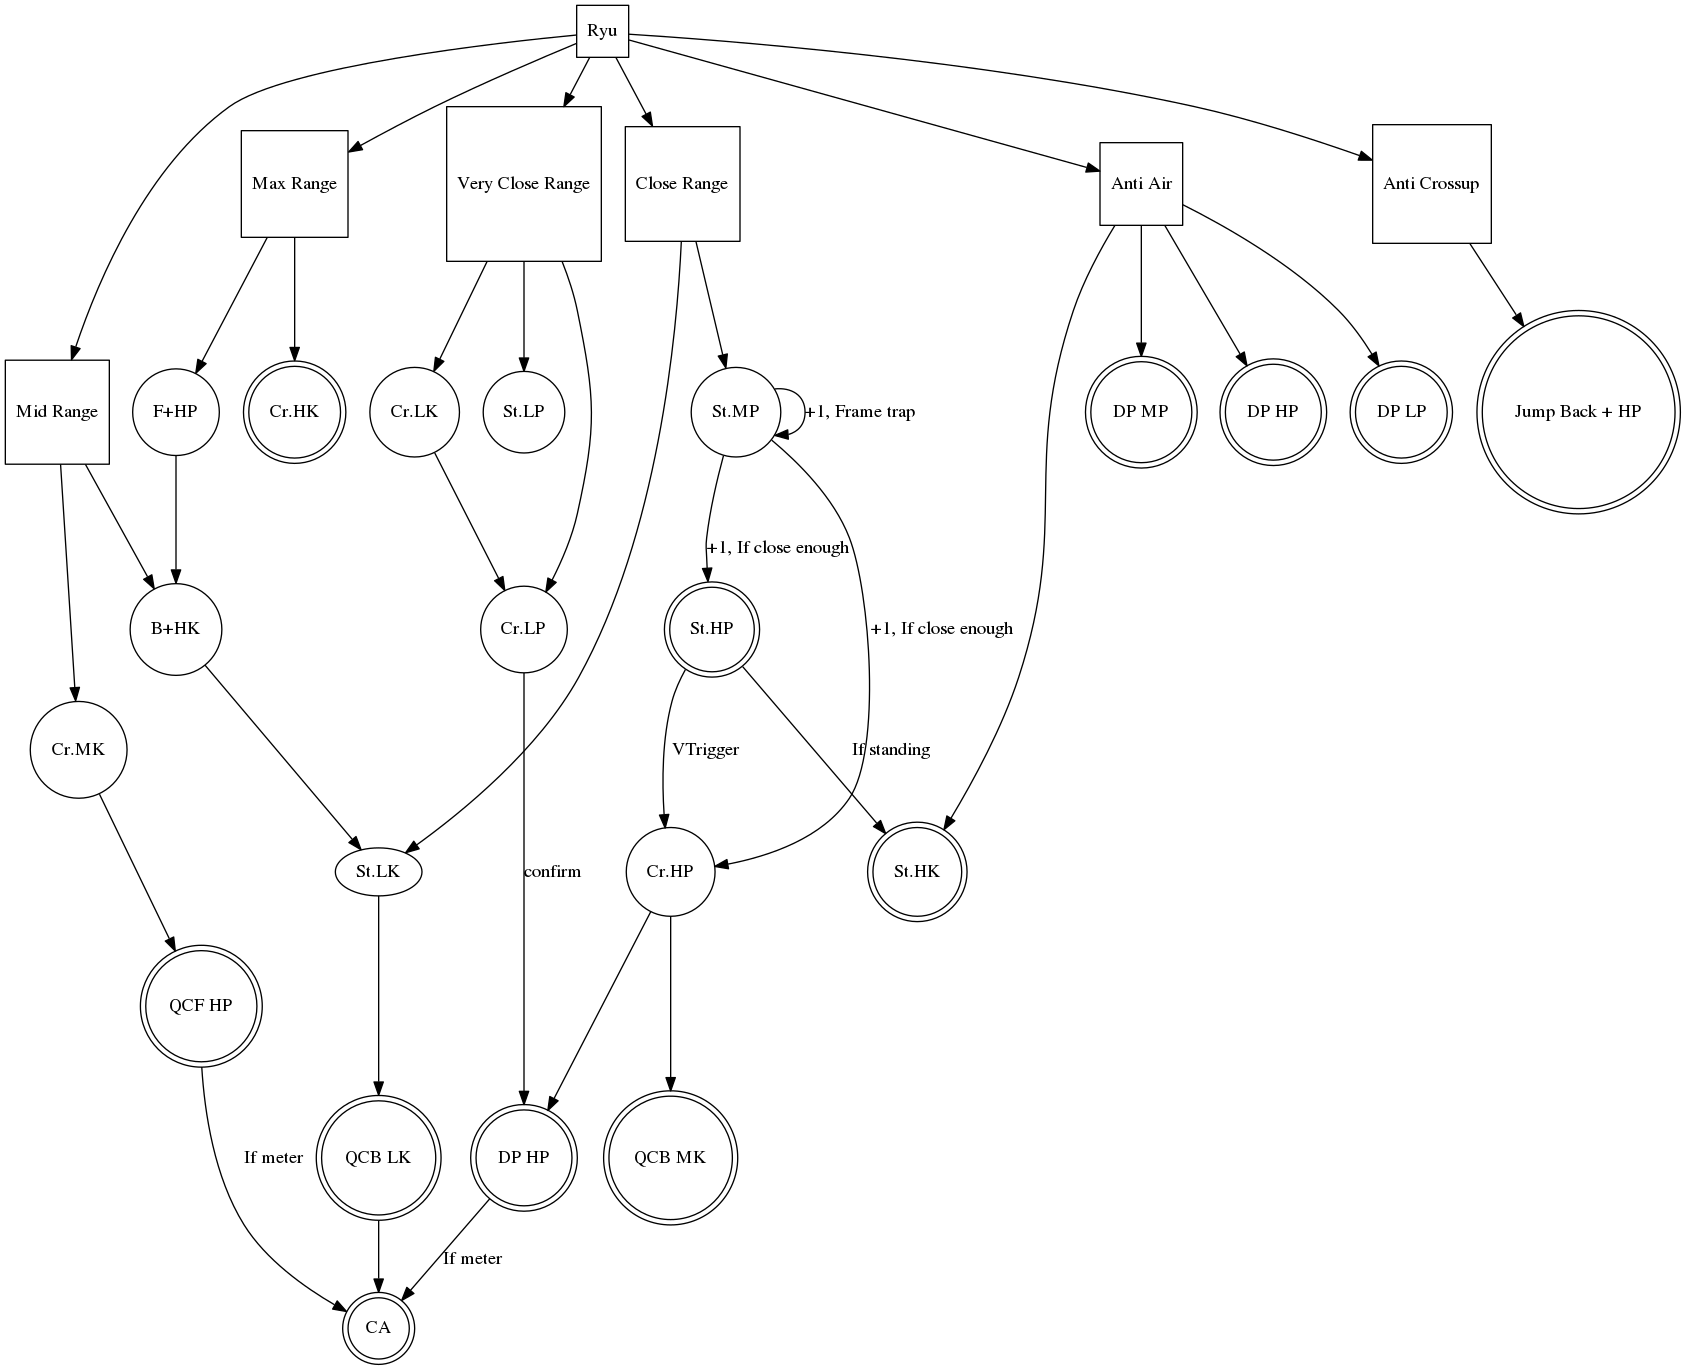 Ryu
Max Range
Very Close Range
Close Range
Anti Air
Anti Crossup
Mid Range
F+HP
Cr.HK
Cr.LK
St.LP
St.MP
+1, Frame trap
DP MP
DP HP
DP LP
Jump Back + HP
+1, If close enough
B+HK
Cr.LP
St.HP
+1, If close enough
Cr.MK
VTrigger
If standing
St.LK
confirm
Cr.HP
St.HK
QCF HP
If meter
QCB LK
DP HP
QCB MK
If meter
CA